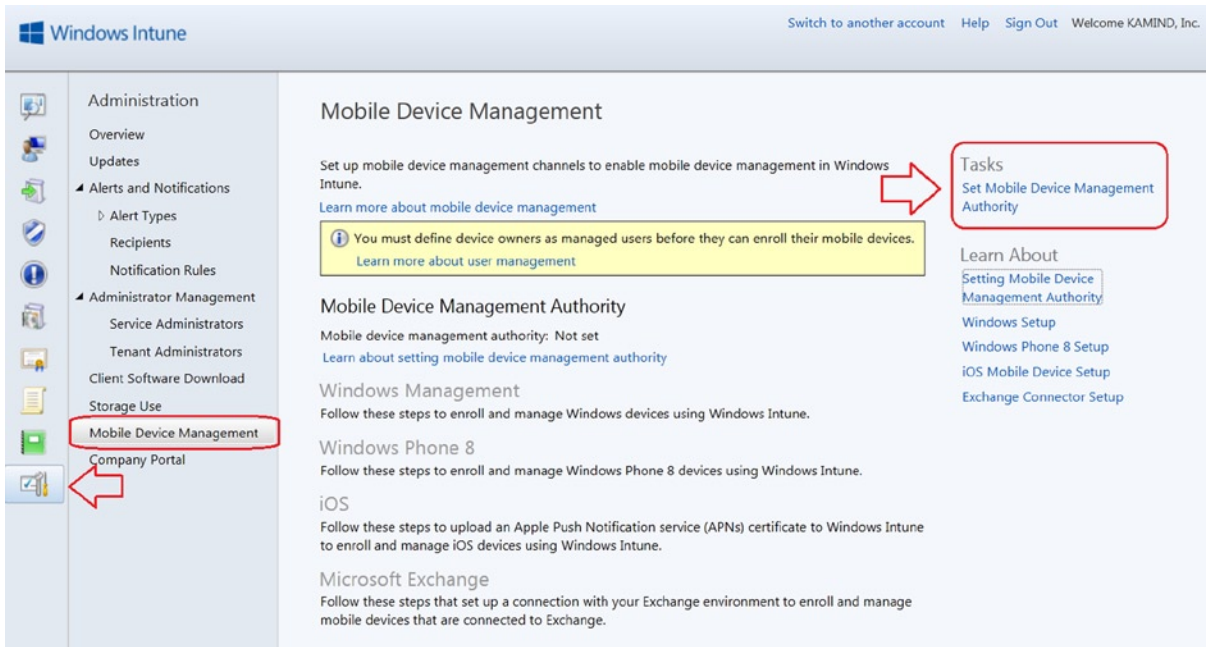 Windows Intune
Switch to another account Help Sign Out Welcome KAMIND, Inc.
Administration
Overview
Updates
Alerts and Notifications
Alert Types
Recipients
Notification Rules
Administrator Management
Service Administrators
Tenant Administrators
Client Software Download
Storage Use
Mobile Device Management
Company Portal
Mobile Device Management
Set up mobile device management channels to enable mobile device management in Windows
Intune.
Learn more about mobile device management
You must define device owners as managed users before they can enroll their mobile devices.
Learn more about user management
Mobile Device Management Authority
Mobile device management authority: Not set
Learn about setting mobile device management authority
Windows Management
Follow these steps to enroll and manage Windows devices using Windows Intune.
Windows Phone 8
Follow these steps to enroll and manage Windows Phone 8 devices using Windows Intune.
iOS
Follow these steps to upload an Apple Push Notification service (APNs) certificate to Windows Intune
to enroll and manage iOS devices using Windows Intune.
Microsoft Exchange
Follow these steps that set up a connection with your Exchange environment to enroll and manage
mobile devices that are connected to Exchange.
Tasks
Set Mobile Device Management
Authority
Learn About
Setting Mobile Device
Management Authority
Windows Setup
Windows Phone 8 Setup
iOS Mobile Device Setup
Exchange Connector Setup